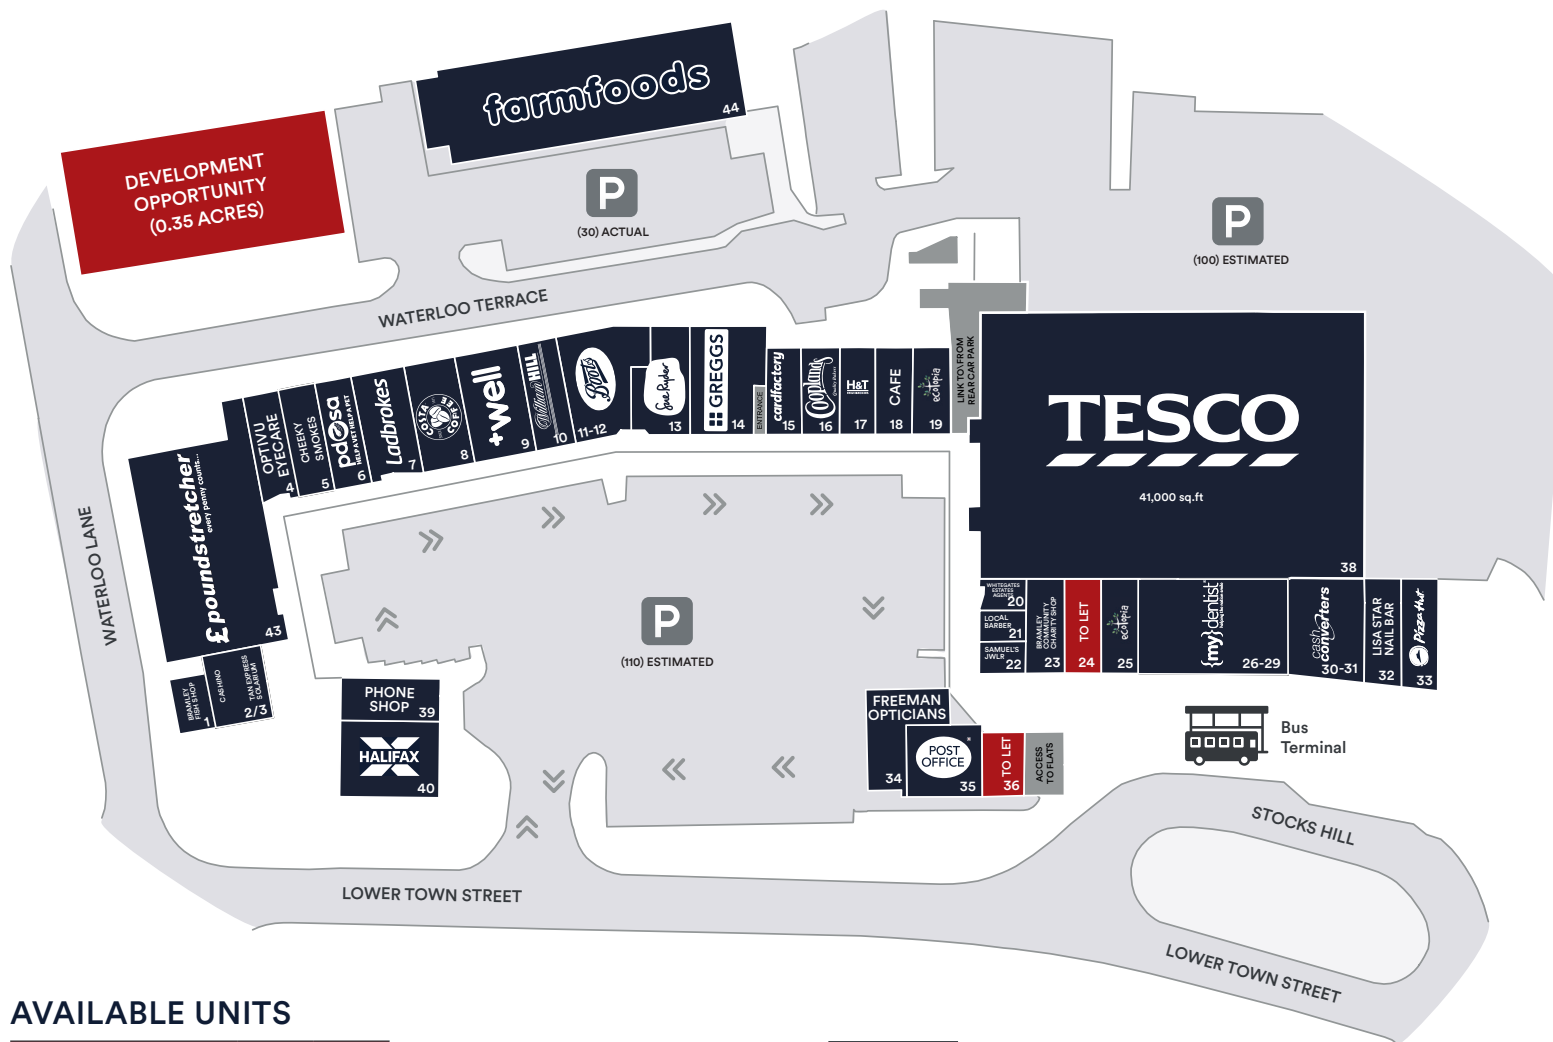 farmfoods
44
DEVELOPMENT
OPPORTUNITY
(0.35 ACRES)
P
(30) ACTUAL
P
(100) ESTIMATED
WATERLOO TERRACE
WATERLOO LANE
OPTIVU
EYECARE
4
CHEEKY
SMOKES
5
pdsa
HELP A VET HELP A PET
6
Ladbrokes
7
COSTA
COFFEE
8
well
9
William HILL
10
Boots
11-12
Sue Ryder
13
GREGGS
14
ENTRANCE
cardfactory
15
Cooplands
16
H&T
17
CAFE
18
ecotopia
19
LINK TO\FROM
REAR CAR PARK
TESCO
41,000 sq.ft
38
£ poundstretcher
every penny counts...
43
BRAMLEY
FISH SHOP
1
CASHINO
TAN EXPRESS
SOLARIUM
2/3
PHONE
SHOP
39
HALIFAX
40
P
(110) ESTIMATED
WHITEGATES
ESTATES
AGENTS
20
LOCAL
BARBER
21
SAMUEL'S
JWLR
22
BRAMLEY
COMMUNITY
CHARITY SHOP
23
TO LET
24
ecotopia
25
{my}dentist
26-29
cash
converters
30-31
LISA STAR
NAIL BAR
32
Pizza Hut
33
FREEMAN
OPTICIANS
34
POST
OFFICE
35
TO LET
36
ACCESS
TO FLATS
Bus
Terminal
STOCKS HILL
LOWER TOWN STREET
LOWER TOWN STREET
AVAILABLE UNITS